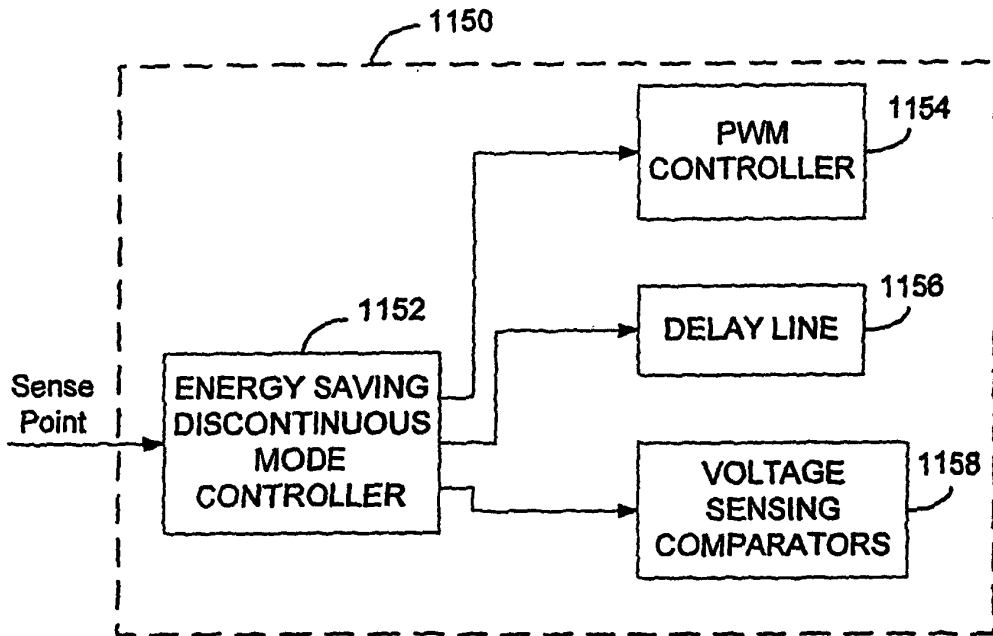 1150
PWM
CONTROLLER
1154
DELAY LINE
1156
1152
Sense
Point
ENERGY SAVING
DISCONTINUOUS
MODE
CONTROLLER
VOLTAGE
SENSING
COMPARATORS
1158